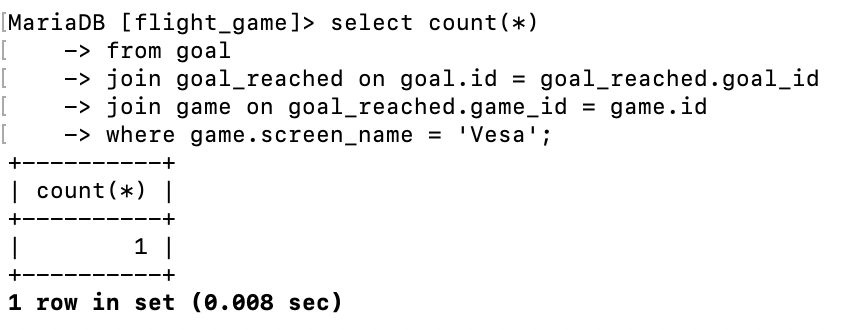 [MariaDB [flight_game]> select count(*)
[    -> from goal
[    -> join goal_reached on goal.id = goal_reached.goal_id
[    -> join game on goal_reached.game_id = game.id
[    -> where game.screen_name = 'Vesa';
+----------+
| count(*) |
+----------+
|        1 |
+----------+
1 row in set (0.008 sec)